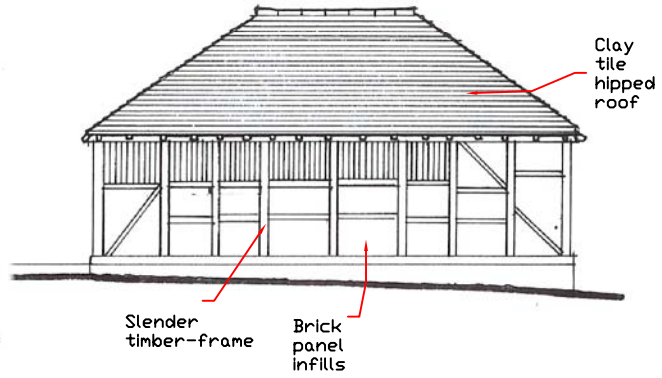 Clay
tile
hipped
roof
Slender
timber-frame
Brick
panel
infills